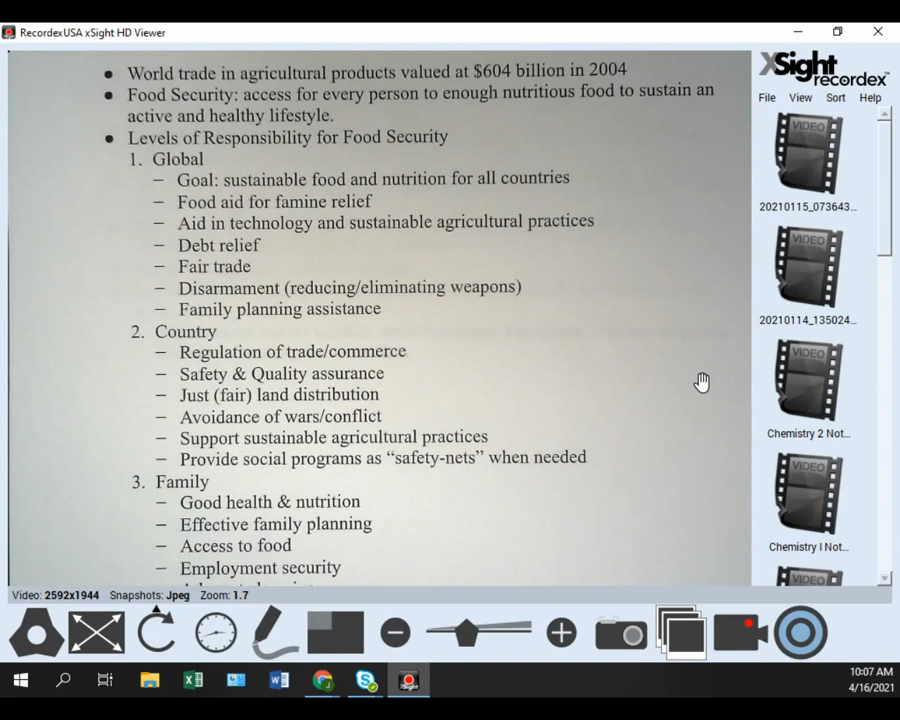 RecordexUSA xSight HD Viewer
• World trade in agricultural products valued at $604 billion in 2004
• Food Security: access for every person to enough nutritious food to sustain an
active and healthy lifestyle.
• Levels of Responsibility for Food Security
1. Global
– Goal: sustainable food and nutrition for all countries
– Food aid for famine relief
– Aid in technology and sustainable agricultural practices
– Debt relief
– Fair trade
– Disarmament (reducing/eliminating weapons)
– Family planning assistance
2. Country
– Regulation of trade/commerce
– Safety & Quality assurance
– Just (fair) land distribution
– Avoidance of wars/conflict
– Support sustainable agricultural practices
– Provide social programs as “safety-nets” when needed
3. Family
– Good health & nutrition
– Effective family planning
– Access to food
– Employment security
XSight
recordex
File View Sort Help
VIDEO
20210115_073643...
VIDEO
20210114_135024...
VIDEO
Chemistry 2 Not...
VIDEO
Chemistry I Not...
VIDEO
Video: 2592x1944 Snapshots: Jpeg Zoom: 1.7
10:07 AM
4/16/2021